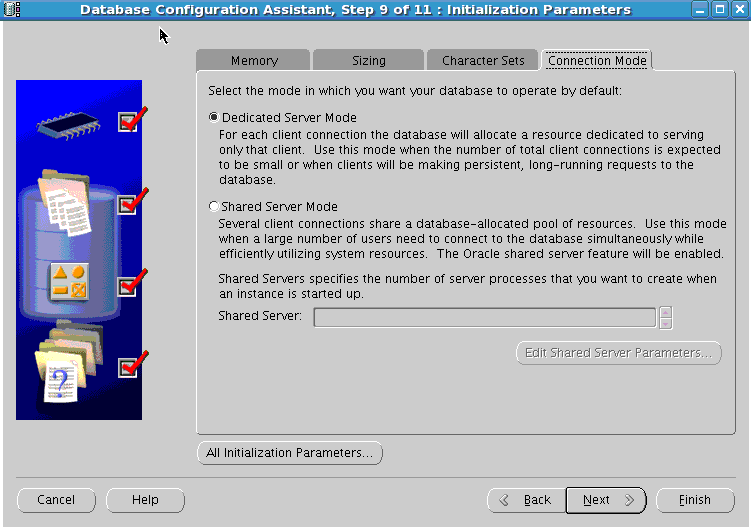 Database Configuration Assistant, Step 9 of 11 : Initialization Parameters
Memory
Sizing
Character Sets
Connection Mode
Select the mode in which you want your database to operate by default:
Dedicated Server Mode
For each client connection the database will allocate a resource dedicated to serving
only that client.  Use this mode when the number of total client connections is expected
to be small or when clients will be making persistent, long-running requests to the
database.
Shared Server Mode
Several client connections share a database-allocated pool of resources.  Use this mode
when a large number of users need to connect to the database simultaneously while
efficiently utilizing system resources.  The Oracle shared server feature will be enabled.
Shared Servers specifies the number of server processes that you want to create when
an instance is started up.
Shared Server:
Edit Shared Server Parameters...
?
All Initialization Parameters...
Cancel
Help
Back
Next
Finish